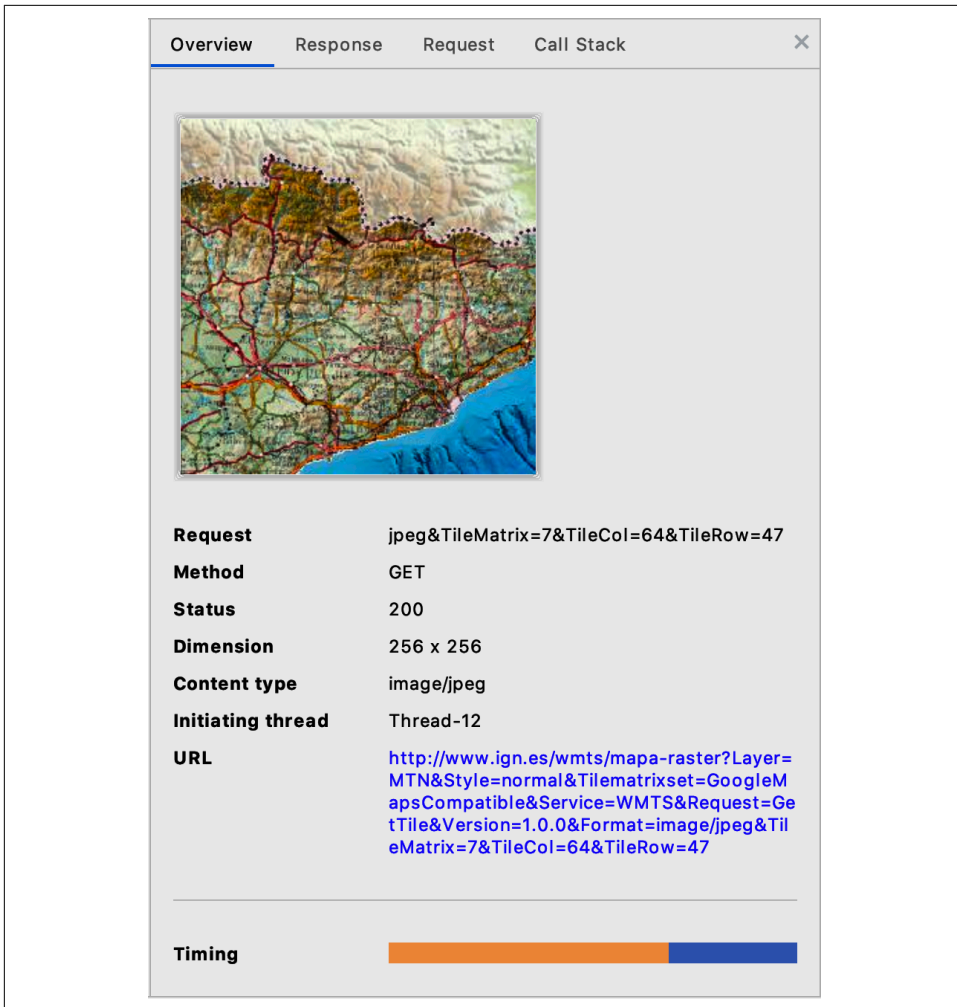 Overview Response Request Call Stack ×
Request jpeg&TileMatrix=7&TileCol=64&TileRow=47
Method GET
Status 200
Dimension 256 x 256
Content type image/jpeg
Initiating thread Thread-12
URL http://www.ign.es/wmts/mapa-raster?Layer=
MTN&Style=normal&Tilematrixset=GoogleM
apsCompatible&Service=WMTS&Request=Ge
tTile&Version=1.0.0&Format=image/jpeg&Til
eMatrix=7&TileCol=64&TileRow=47
Timing